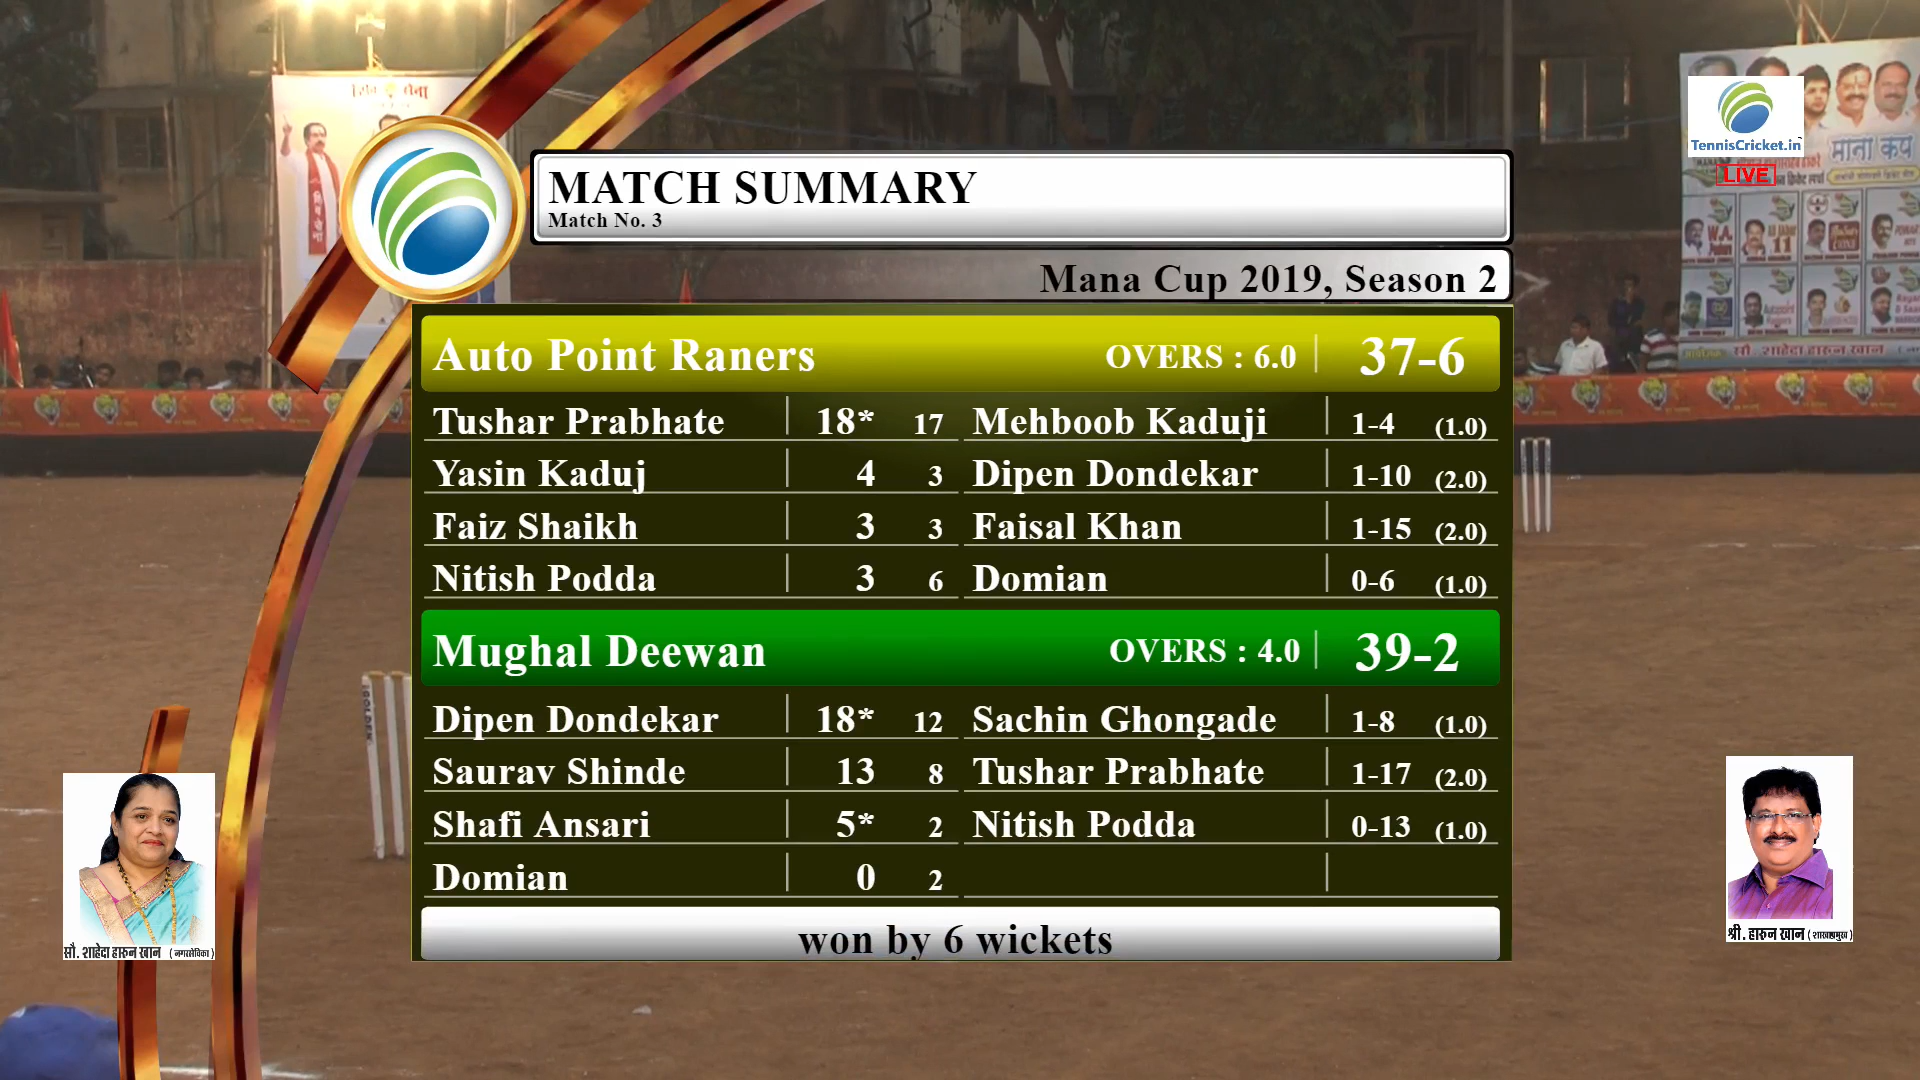 MATCH SUMMARY
Match No. 3
Mana Cup 2019, Season 2
TennisCricket.in
LIVE
माना कप
Auto Point Raners OVERS : 6.0 37-6
Tushar Prabhate 18* 17 Mehboob Kaduji 1-4 (1.0)
Yasin Kaduj 4 3 Dipen Dondekar 1-10 (2.0)
Faiz Shaikh 3 3 Faisal Khan 1-15 (2.0)
Nitish Podda 3 6 Domian 0-6 (1.0)
Mughal Deewan OVERS : 4.0 39-2
Dipen Dondekar 18* 12 Sachin Ghongade 1-8 (1.0)
Saurav Shinde 13 8 Tushar Prabhate 1-17 (2.0)
Shafi Ansari 5* 2 Nitish Podda 0-13 (1.0)
Domian 0 2
won by 6 wickets
सौ. शाहेदा हारुन खान (नगरसेविका)
श्री. हारुन खान (शाखाप्रमुख)
सौ. शाहेदा हारुन खान